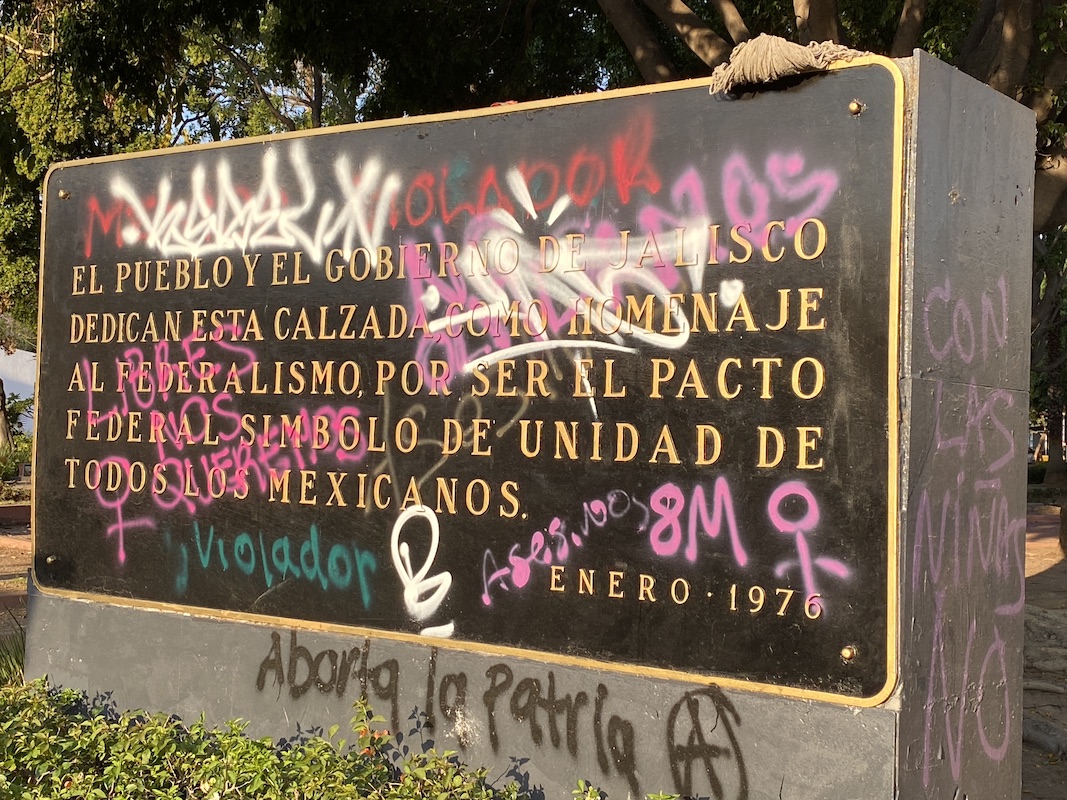 VIOLADOR
EL PUEBLO Y EL GOBIERNO DE JALISCO
DEDICAN ESTA CALZADA, COMO HOMENAJE
AL FEDERALISMO, POR SER EL PACTO
FEDERAL SIMBOLO DE UNIDAD DE
TODOS LOS MEXICANOS.
ENERO · 1976
LIBRES
NOS
QUEREMOS
Violador
Asesinos
8M
Aborta la Patria
CON
LAS
NIÑAS
NO